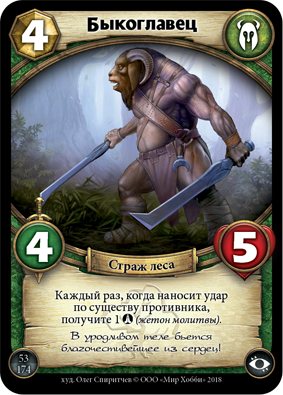 4
Быкоглавец
4
Страж леса
5
Каждый раз, когда наносит удар
по существу противника,
получите 1 (жетон молитвы).
В уродливом теле бьется
благочестивейшее из сердец!
53
174
худ. Олег Спиритчев © ООО «Мир Хобби» 2018